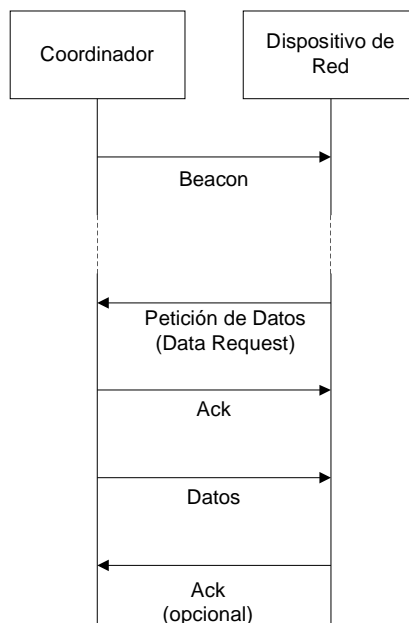 Coordinador
Dispositivo de
Red
Beacon
Petición de Datos
(Data Request)
Ack
Datos
Ack
(opcional)